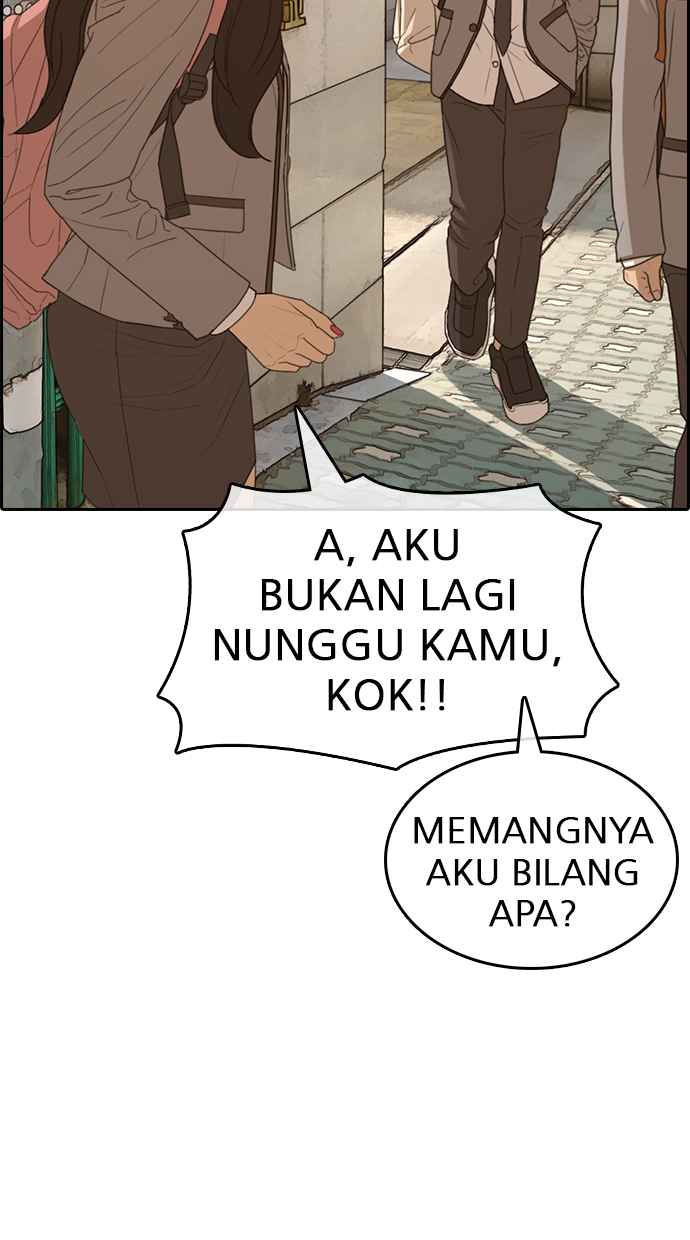 A, AKU
BUKAN LAGI
NUNGGU KAMU,
KOK!!
MEMANGNYA
AKU BILANG
APA?